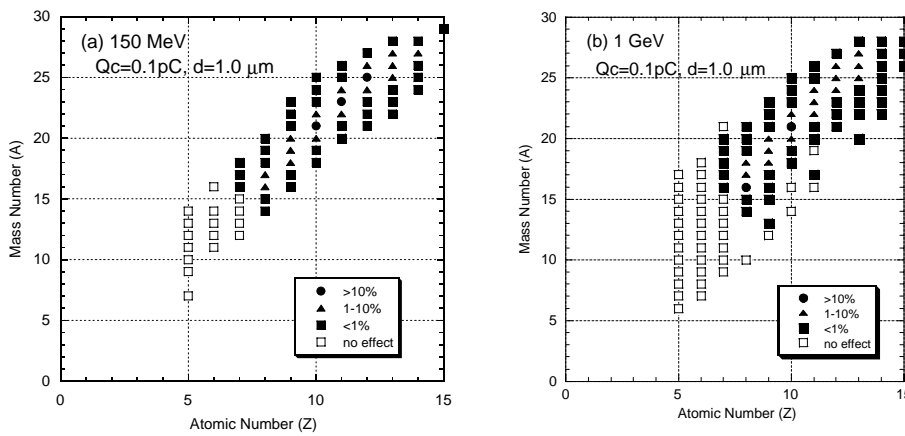 (a) 150 MeV
Qc=0.1pC, d=1.0 μm
30
25
20
15
10
5
0
Mass Number (A)
>10%
1-10%
<1%
no effect
0
5
10
15
Atomic Number (Z)
(b) 1 GeV
Qc=0.1pC, d=1.0 μm
30
25
20
15
10
5
0
Mass Number (A)
>10%
1-10%
<1%
no effect
0
5
10
15
Atomic Number (Z)